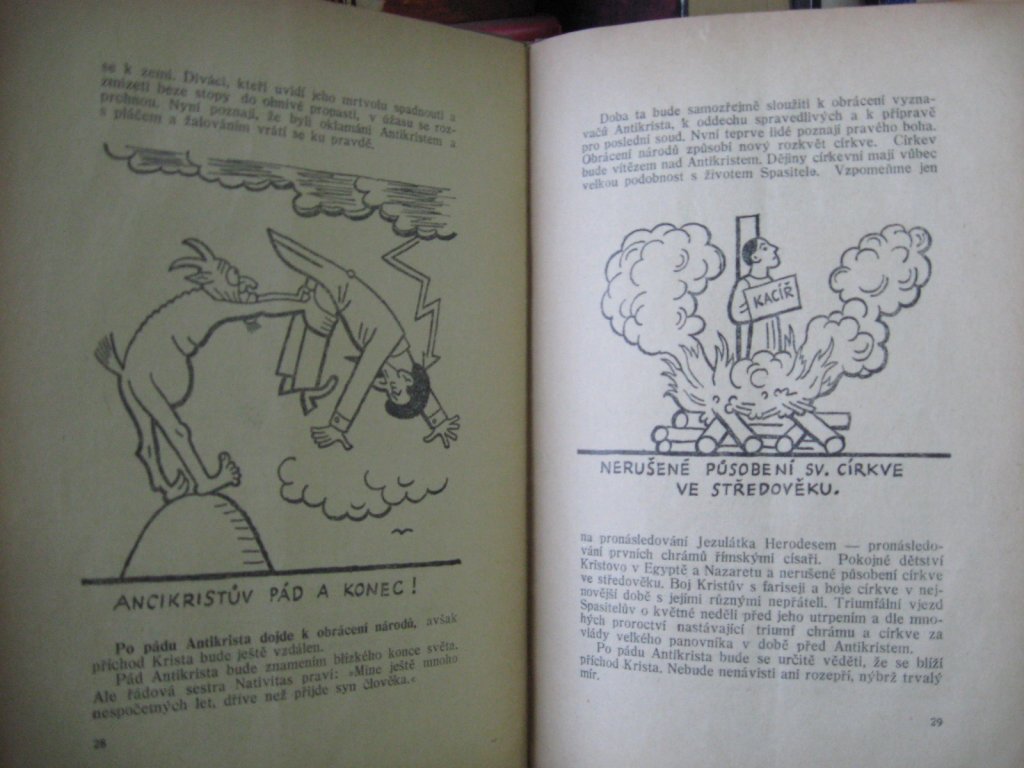 se k zemi. Diváci, kteří uvidí jeho mrtvolu spadnouti a
zmizeti beze stopy do ohnivé propasti, v úžasu se roz-
prchnou. Nyní poznají, že byli oklamáni Antikristem a
s pláčem a žalováním vrátí se ku pravdě.
ANCIKRISTŮV PÁD A KONEC!
Po pádu Antikrista dojde k obrácení národů, avšak
příchod Krista bude ještě vzdálen.
Pád Antikrista bude znamením blízkého konce světa.
Ale řádová sestra Nativitas praví: »Mine ještě mnoho
nespočetných let, dříve než přijde syn člověka.«
28
Doba ta bude samozřejmě sloužiti k obrácení vyzna-
vačů Antikrista, k oddechu spravedlivých a k přípravě
pro poslední soud. Nyní teprve lidé poznají pravého boha.
Obrácení národů způsobí nový rozkvět církve. Církev
bude vítězem nad Antikristem. Dějiny církevní mají vůbec
velkou podobnost s životem Spasitele. Vzpomeňme jen
KACÍŘ
NERUŠENÉ PŮSOBENÍ SV. CÍRKVE
VE STŘEDOVĚKU.
na pronásledování Jezulátka Herodesem — pronásledo-
vání prvních chrámů římskými císaři. Pokojné dětství
Kristovo v Egyptě a Nazaretu a nerušené působení církve
ve středověku. Boj Kristův s fariseji a boje církve v nej-
novější době s jejími různými nepřáteli. Triumfální vjezd
Spasitelův o květné neděli před jeho utrpením a dle mno-
hých proroctví nastávající triumf chrámu a církve za
vlády velkého panovníka v době před Antikristem.
Po pádu Antikrista bude se určitě věděti, že se blíží
příchod Krista. Nebude nenávisti ani rozepří, nýbrž trvalý
mír.
29